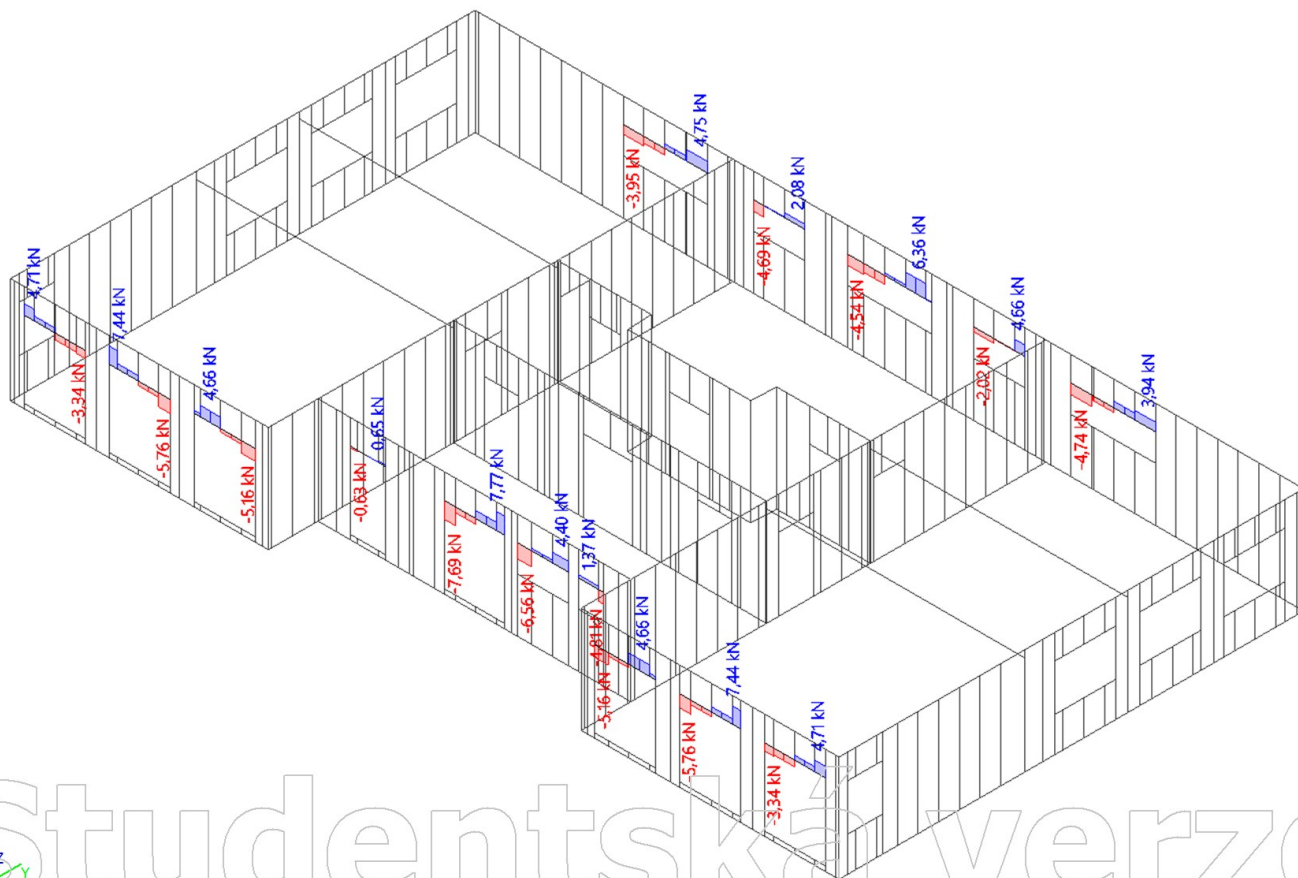 4,75 kN
-3,95 kN
2,08 kN
-4,69 kN
6,36 kN
-4,54 kN
4,66 kN
-2,02 kN
3,94 kN
-4,74 kN
4,71 kN
-3,34 kN
7,44 kN
-5,76 kN
4,66 kN
-5,16 kN
0,65 kN
-0,63 kN
7,77 kN
-7,69 kN
4,40 kN
-6,56 kN
1,37 kN
-4,81 kN
4,66 kN
-5,16 kN
7,44 kN
-5,76 kN
4,71 kN
-3,34 kN
Studentská verze
z
Y